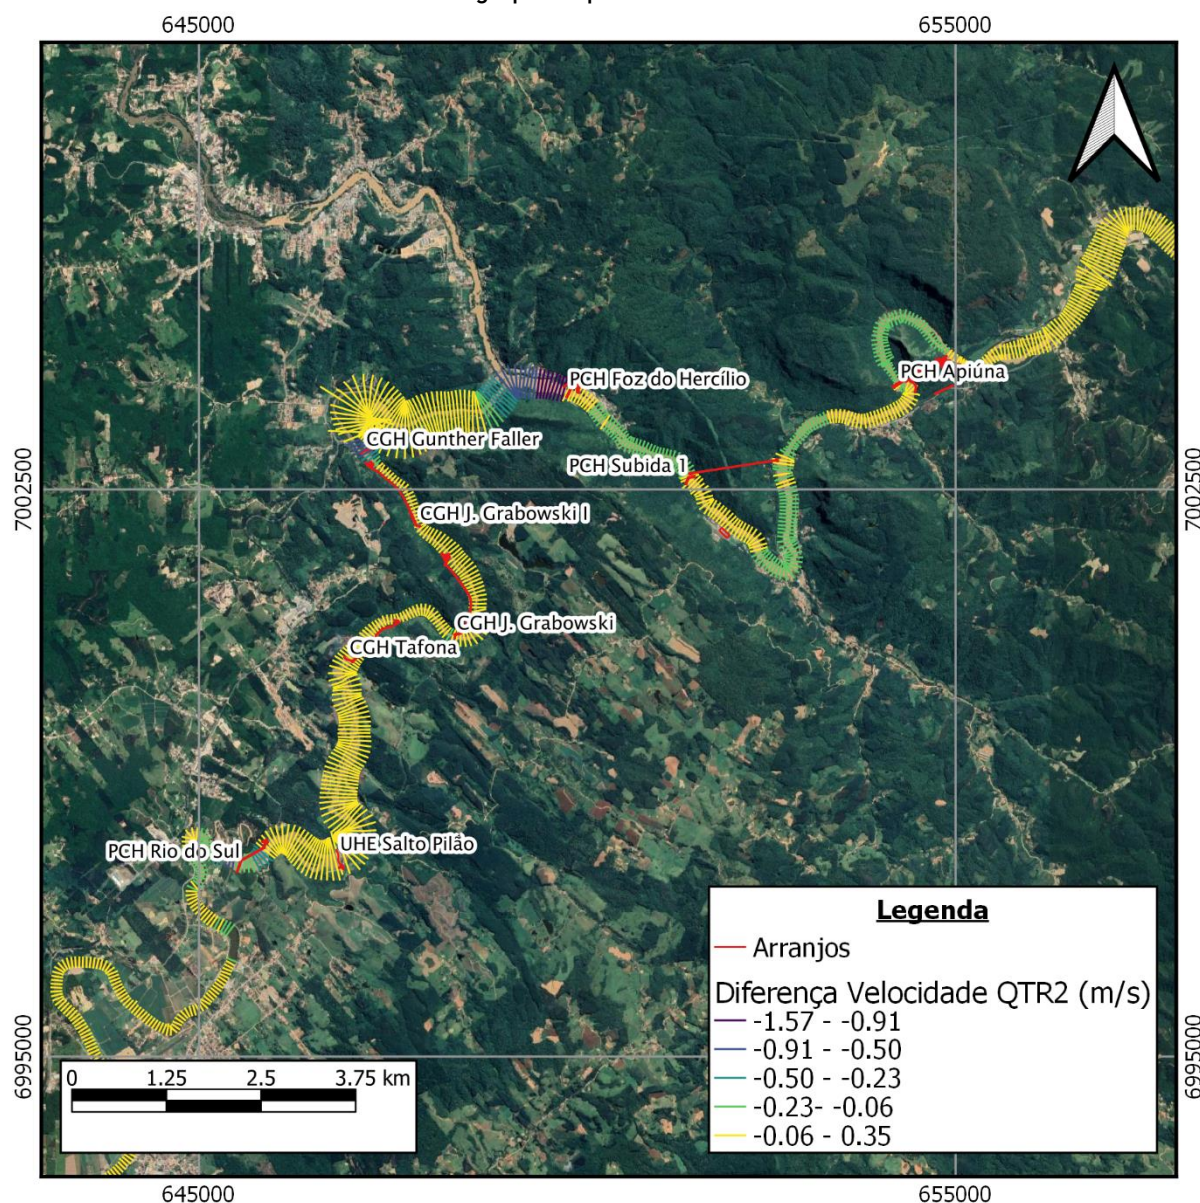 645000
655000
PCH Foz do Hercílio
PCH Apiúna
CGH Gunther Faller
PCH Subida 1
7002500
7002500
CGH J. Grabowski I
CGH J. Grabowski
CGH Tafona
PCH Rio do Sul
UHE Salto Pilão
Legenda
Arranjos
Diferença Velocidade QTR2 (m/s)
-1.57 - -0.91
-0.91 - -0.50
-0.50 - -0.23
-0.23- -0.06
-0.06 - 0.35
6995000
6995000
0 1.25 2.5 3.75 km
645000
655000